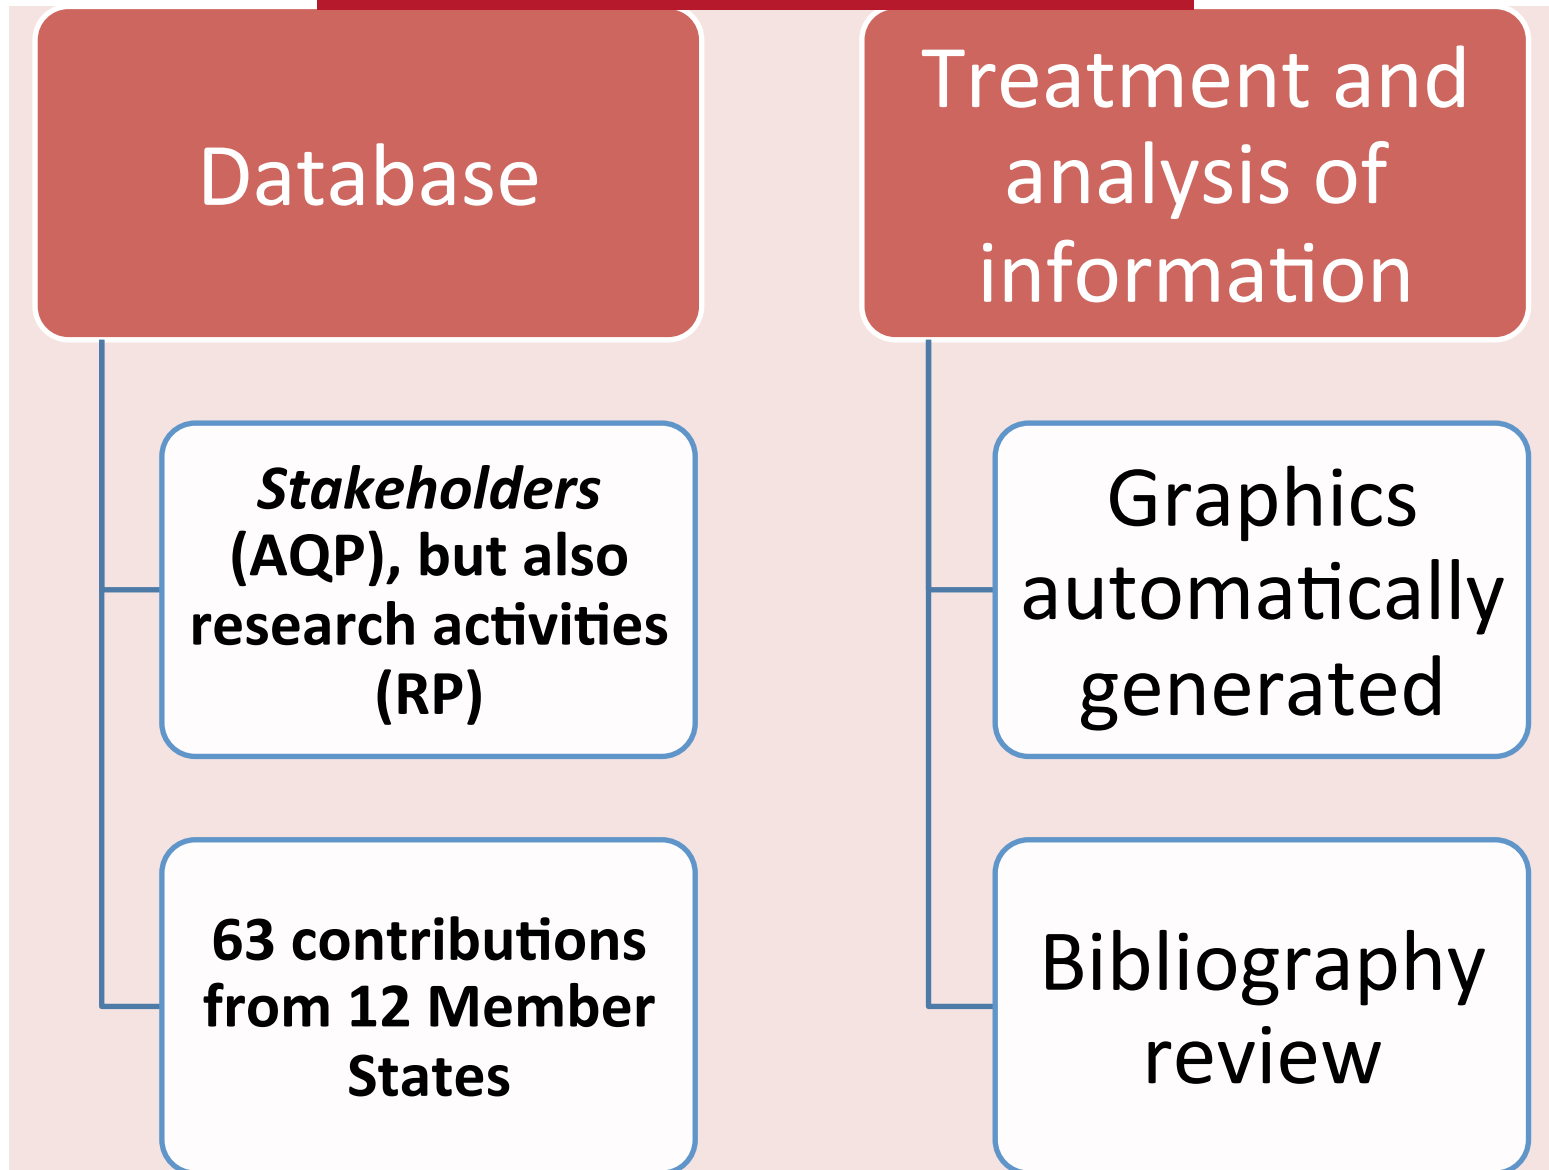 Database
Stakeholders
(AQP), but also
research activities
(RP)
63 contributions
from 12 Member
States
Treatment and
analysis of
information
Graphics
automatically
generated
Bibliography
review